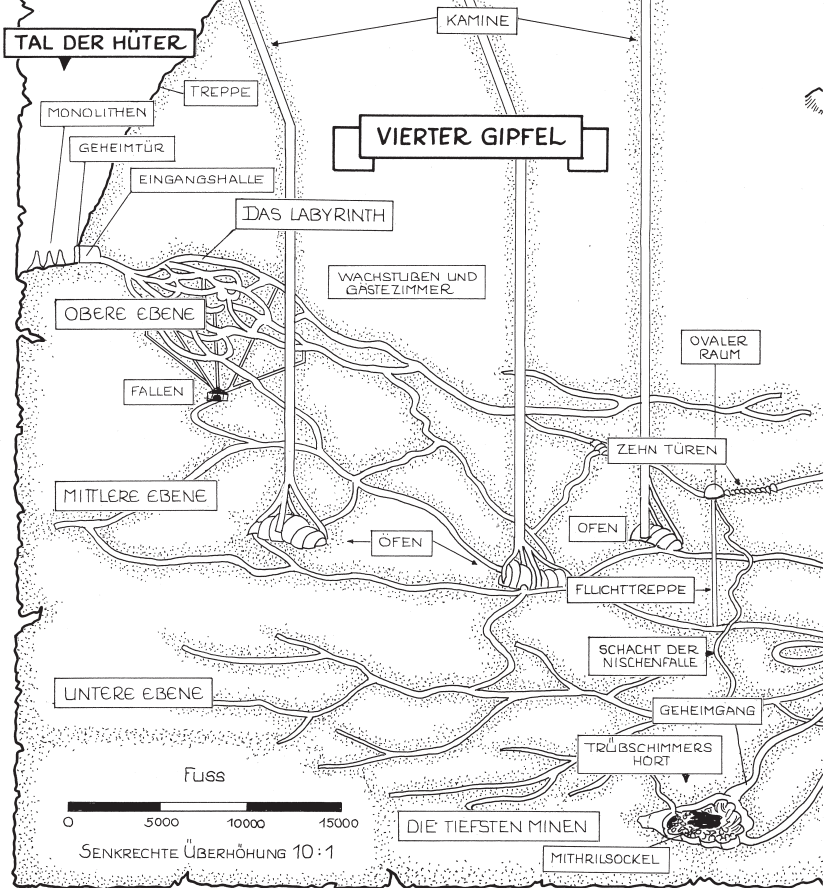 KAMINE
TAL DER HÜTER
TREPPE
MONOLITHEN
VIERTER GIPFEL
GEHEIMTÜR
EINGANGSHALLE
DAS LABYRINTH
WACHSTUBEN UND
GÄSTEZIMMER
OBERE EBENE
OVALER
RAUM
FALLEN
ZEHN TÜREN
MITTLERE EBENE
OFEN
ÖFEN
FLUCHTTREPPE
SCHACHT DER
NISCHENFALLE
UNTERE EBENE
GEHEIMGANG
TRÜBSCHIMMERS
HORT
FUSS
0 5000 10000 15000
DIE TIEFSTEN MINEN
SENKRECHTE ÜBERHÖHUNG 10:1
MITHRILSOCKEL